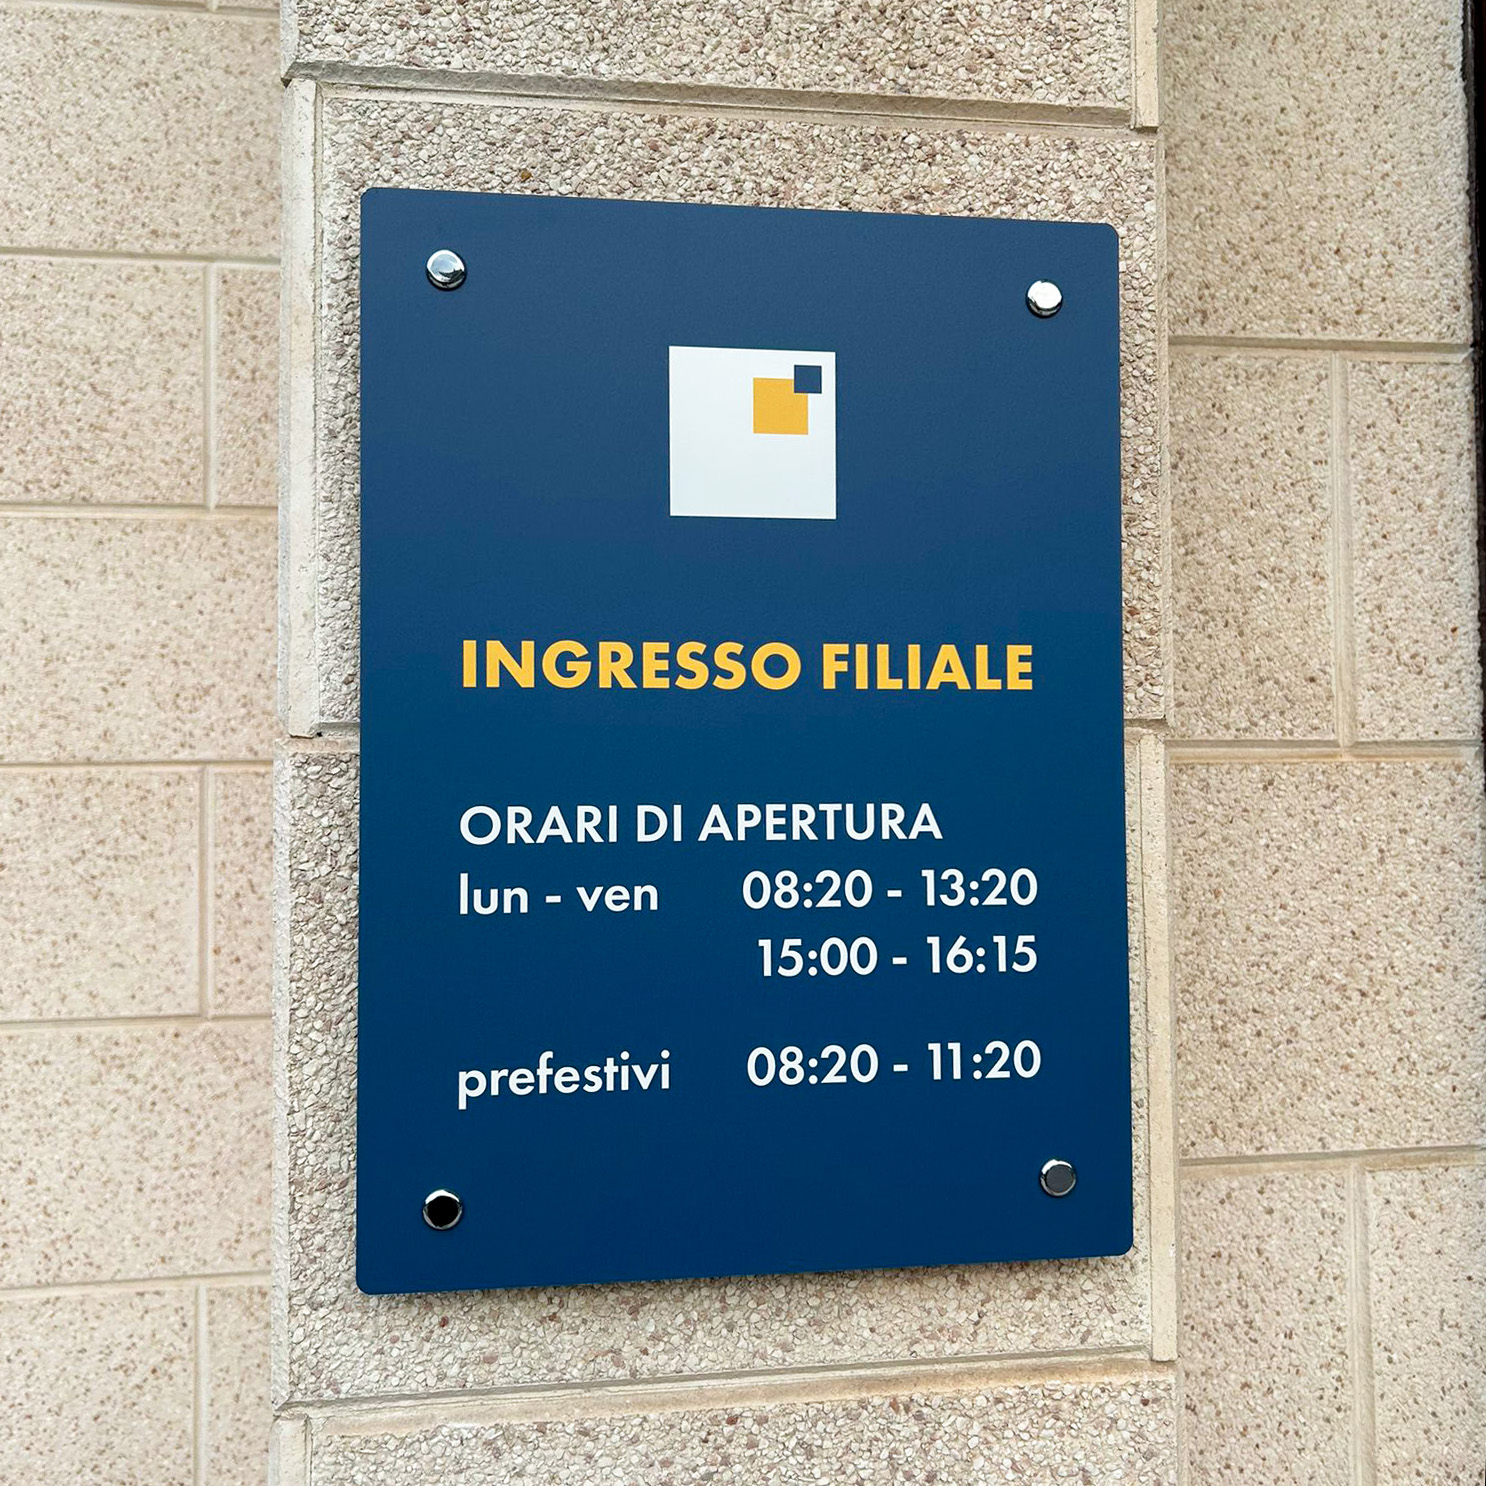 INGRESSO FILIALE
ORARI DI APERTURA
lun - ven 08:20 - 13:20
15:00 - 16:15
prefestivi 08:20 - 11:20